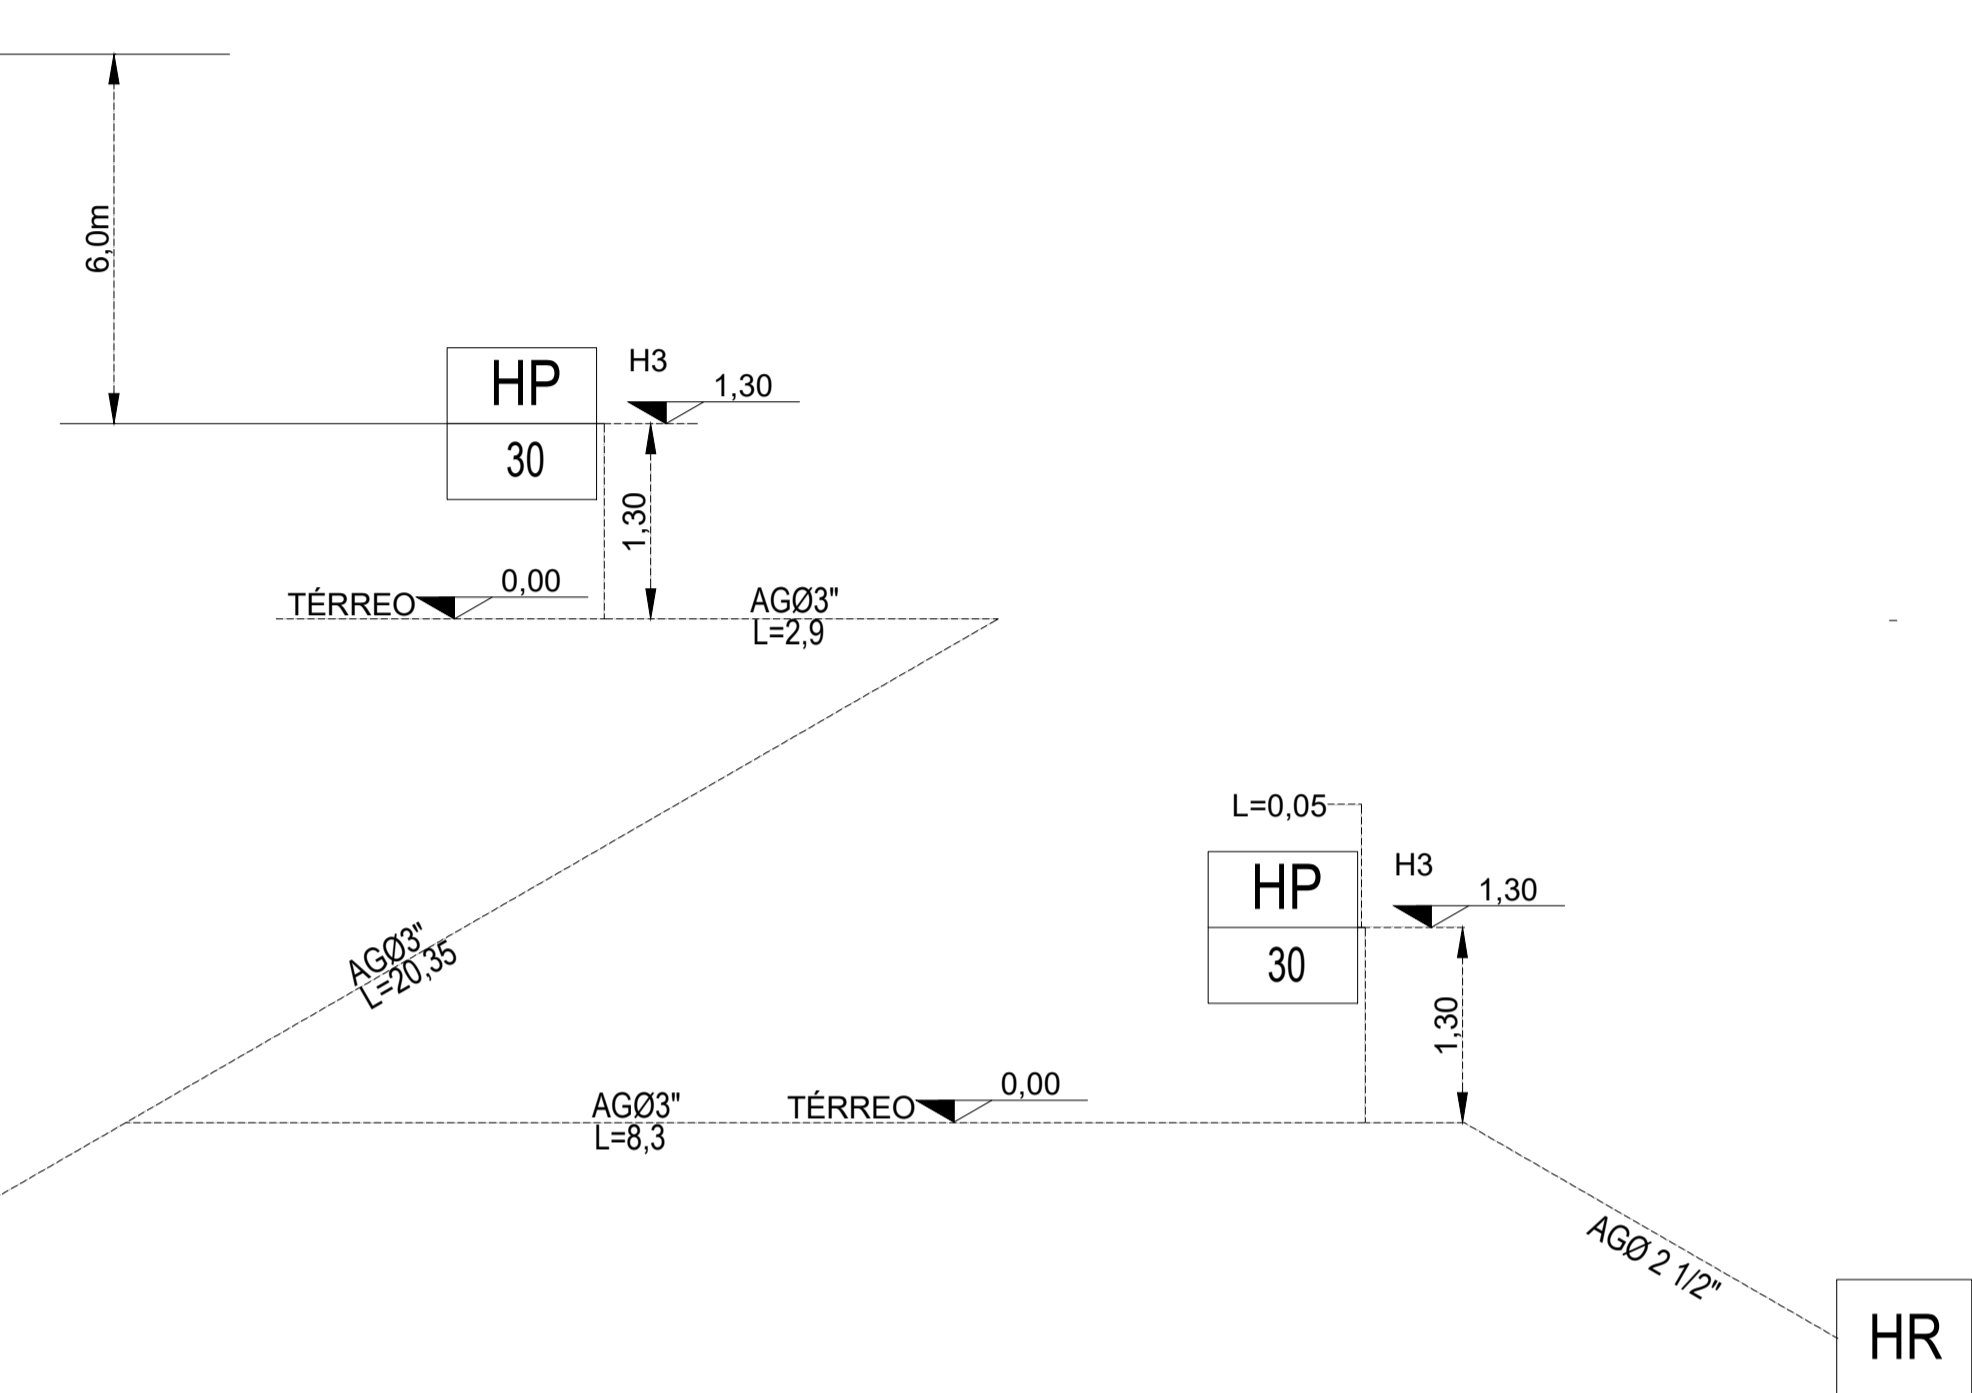 6,0m
HP
30
H3
1,30
1,30
TÉRREO
0,00
AGØ3"
L=2,9
AGØ3"
L=20,35
L=0,05
HP
30
H3
1,30
1,30
AGØ3"
L=8,3
TÉRREO
0,00
AGØ 2 1/2"
HR